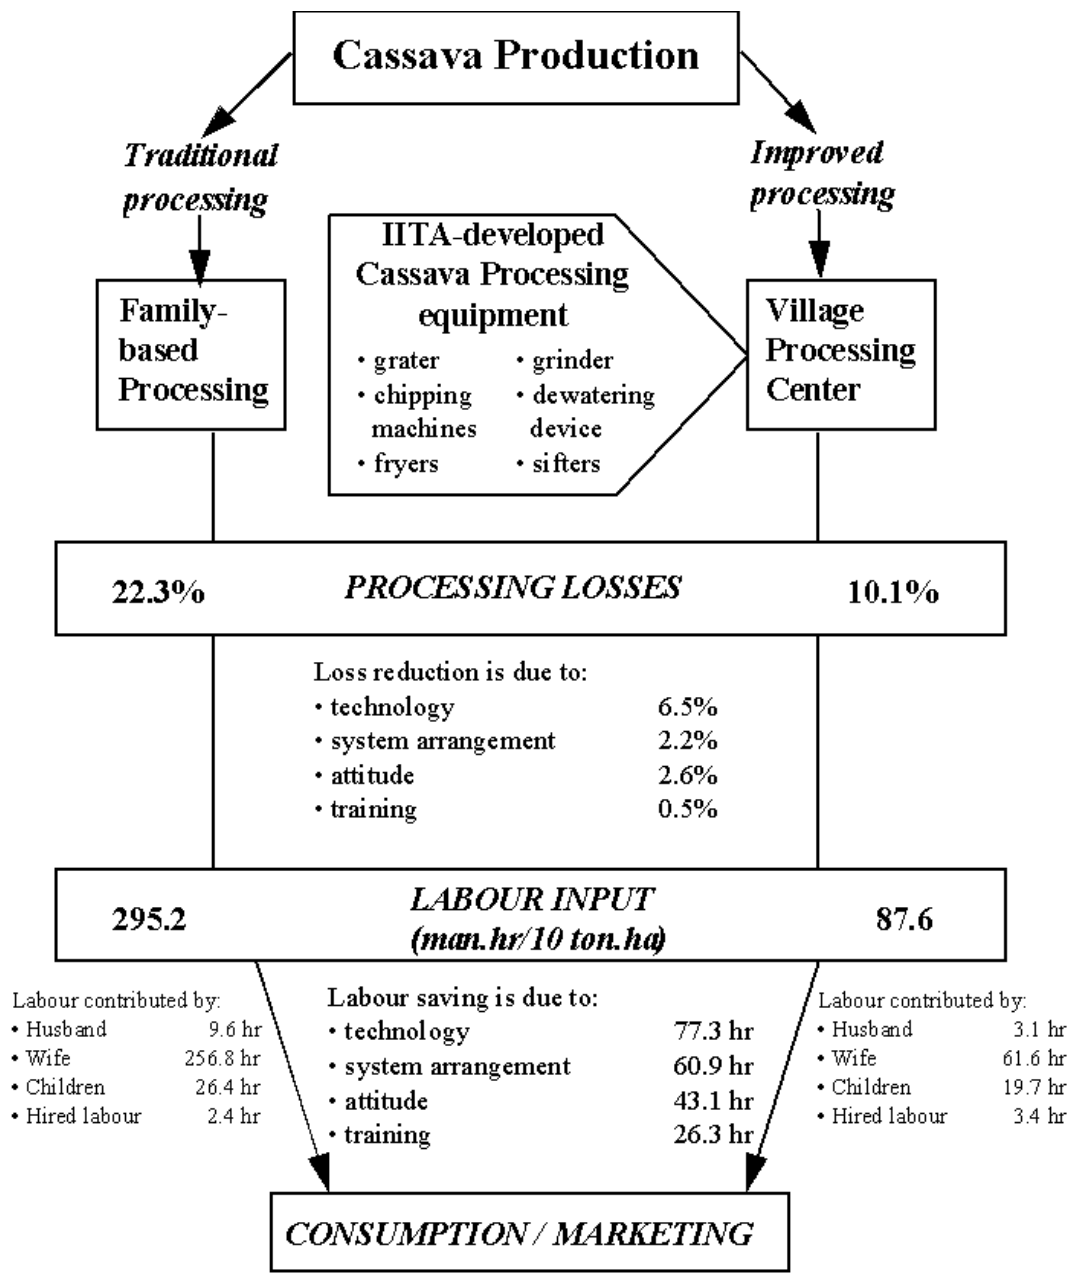 Cassava Production
Traditional
processing
Improved
processing
IITA-developed
Cassava Processing
equipment
• grater
• chipping
machines
• fryers
• grinder
• dewatering
device
• sifters
Family-
based
Processing
Village
Processing
Center
22.3% PROCESSING LOSSES 10.1%
Loss reduction is due to:
• technology 6.5%
• system arrangement 2.2%
• attitude 2.6%
• training 0.5%
295.2 LABOUR INPUT 87.6
(man.hr/10 ton.ha)
Labour contributed by:
• Husband 9.6 hr
• Wife 256.8 hr
• Children 26.4 hr
• Hired labour 2.4 hr
Labour saving is due to:
• technology 77.3 hr
• system arrangement 60.9 hr
• attitude 43.1 hr
• training 26.3 hr
Labour contributed by:
• Husband 3.1 hr
• Wife 61.6 hr
• Children 19.7 hr
• Hired labour 3.4 hr
CONSUMPTION / MARKETING